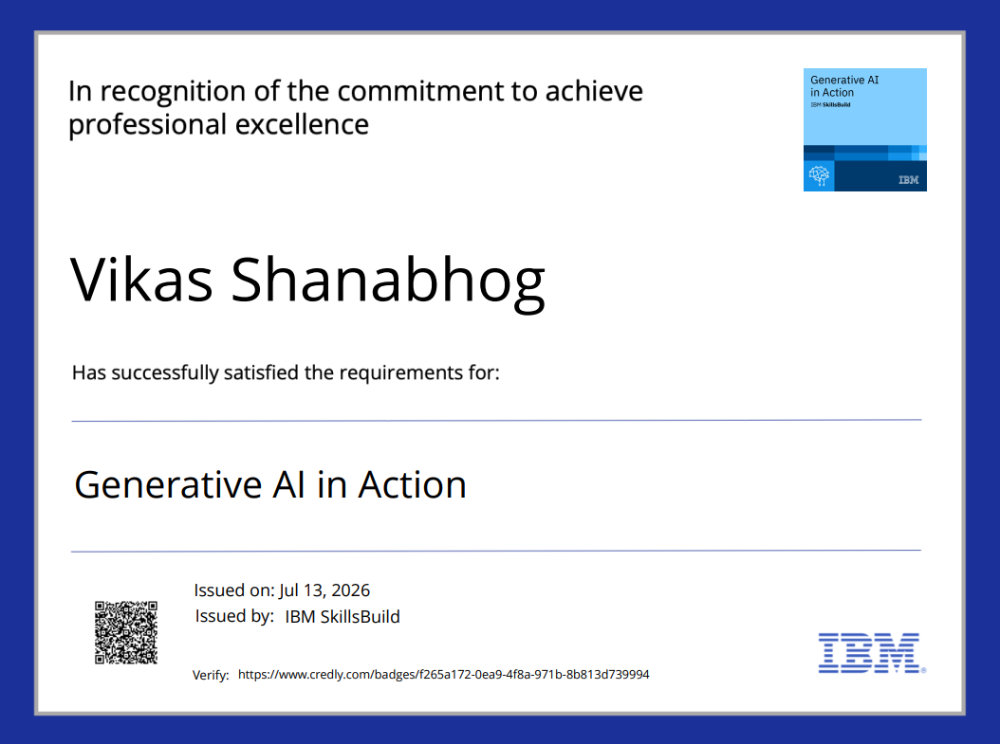 In recognition of the commitment to achieve
professional excellence
Generative AI
in Action
IBM SkillsBuild
IBM
Vikas Shanabhog
Has successfully satisfied the requirements for:
Generative AI in Action
Issued on: Jul 13, 2026
Issued by: IBM SkillsBuild
IBM®
Verify: https://www.credly.com/badges/f265a172-0ea9-4f8a-971b-8b813d739994